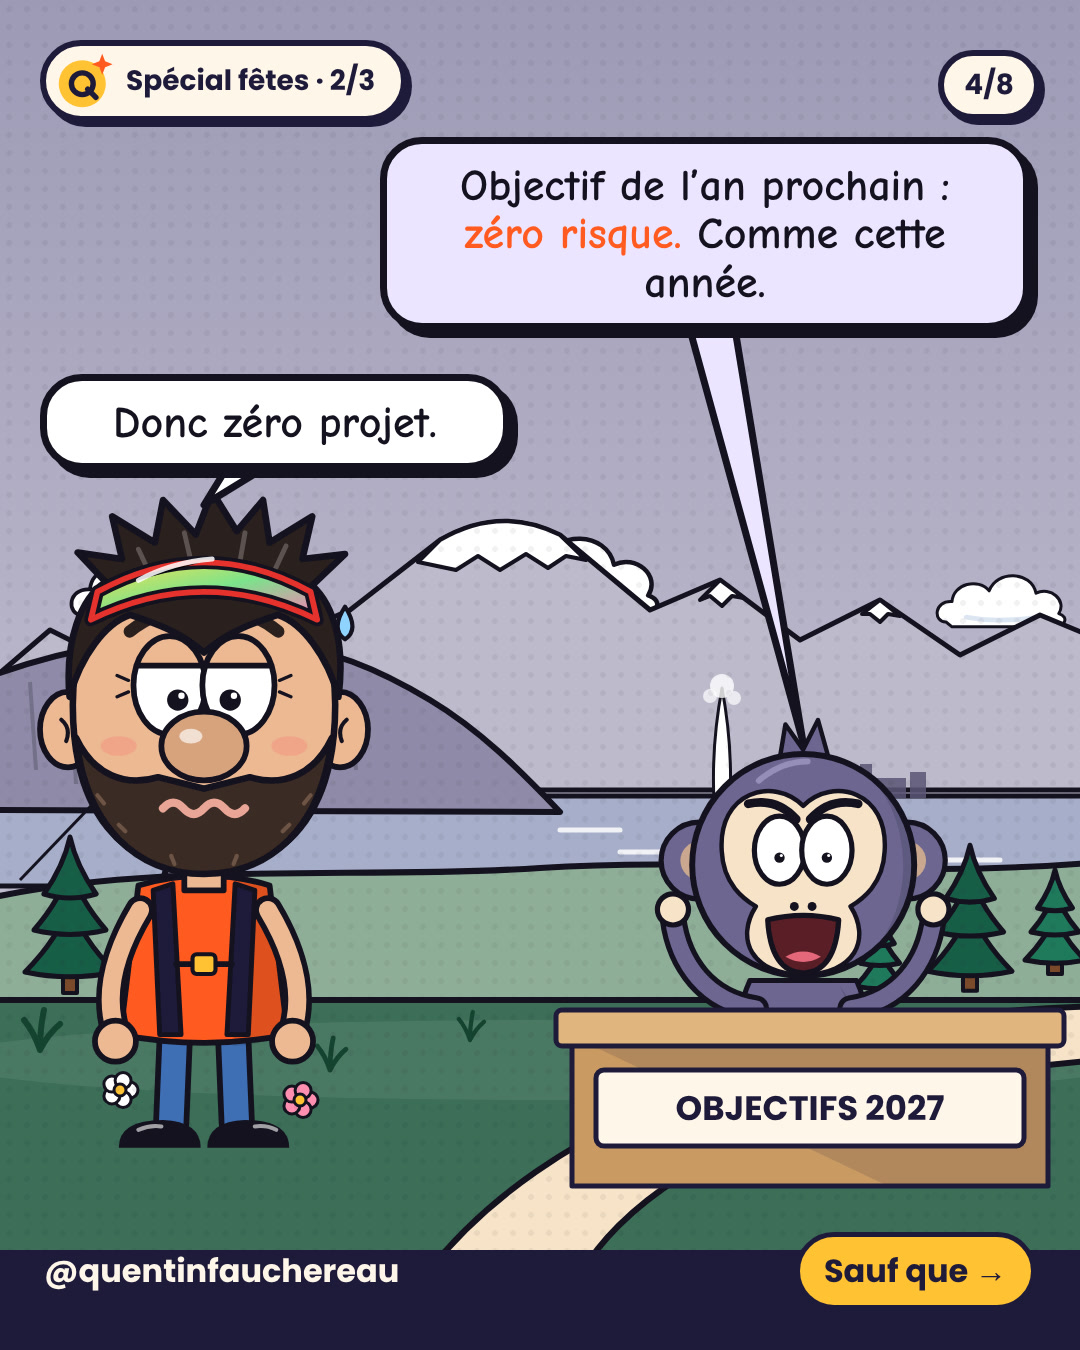 Q
Spécial fêtes · 2/3
4/8
Objectif de l'an prochain :
zéro risque. Comme cette
année.
Donc zéro projet.
OBJECTIFS 2027
@quentinfauchereau
Sauf que →